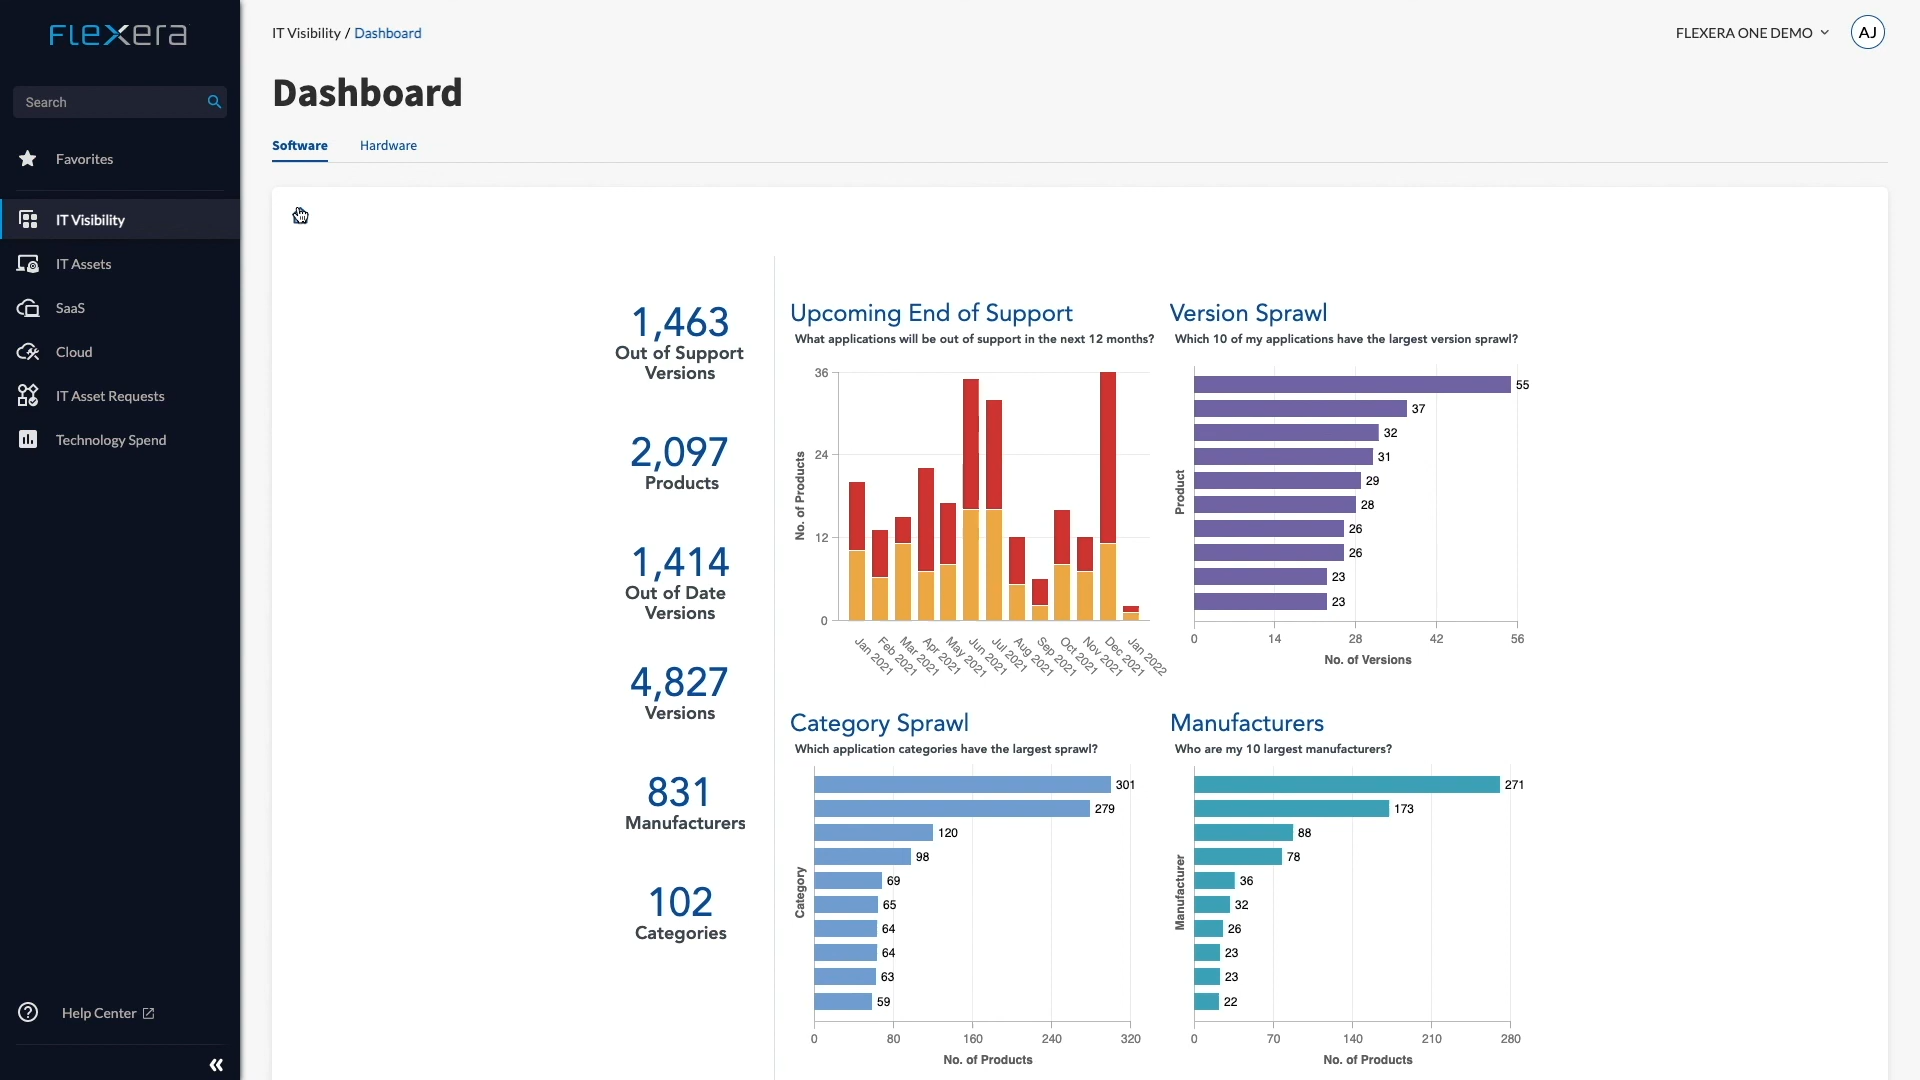 flexera
Search
Favorites
IT Visibility
IT Assets
SaaS
Cloud
IT Asset Requests
Technology Spend
Help Center
IT Visibility / Dashboard
FLEXERA ONE DEMO
AJ
Dashboard
Software
Hardware
1,463
Out of Support
Versions
2,097
Products
1,414
Out of Date
Versions
4,827
Versions
831
Manufacturers
102
Categories
Upcoming End of Support
What applications will be out of support in the next 12 months?
No. of Products
36
24
12
0
Jan 2021
Feb 2021
Mar 2021
Apr 2021
May 2021
Jun 2021
Jul 2021
Aug 2021
Sep 2021
Oct 2021
Nov 2021
Dec 2021
Jan 2022
Version Sprawl
Which 10 of my applications have the largest version sprawl?
Product
55
37
32
31
29
28
26
26
23
23
0 14 28 42 56
No. of Versions
Category Sprawl
Which application categories have the largest sprawl?
Category
301
279
120
98
69
65
64
64
63
59
0 80 160 240 320
No. of Products
Manufacturers
Who are my 10 largest manufacturers?
Manufacturer
271
173
88
78
36
32
26
23
23
22
0 70 140 210 280
No. of Products